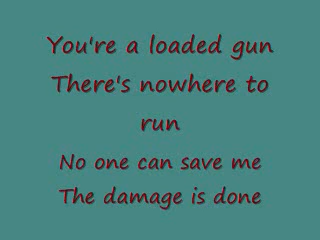 You're a loaded gun
There's nowhere to
run
No one can save me
The damage is done